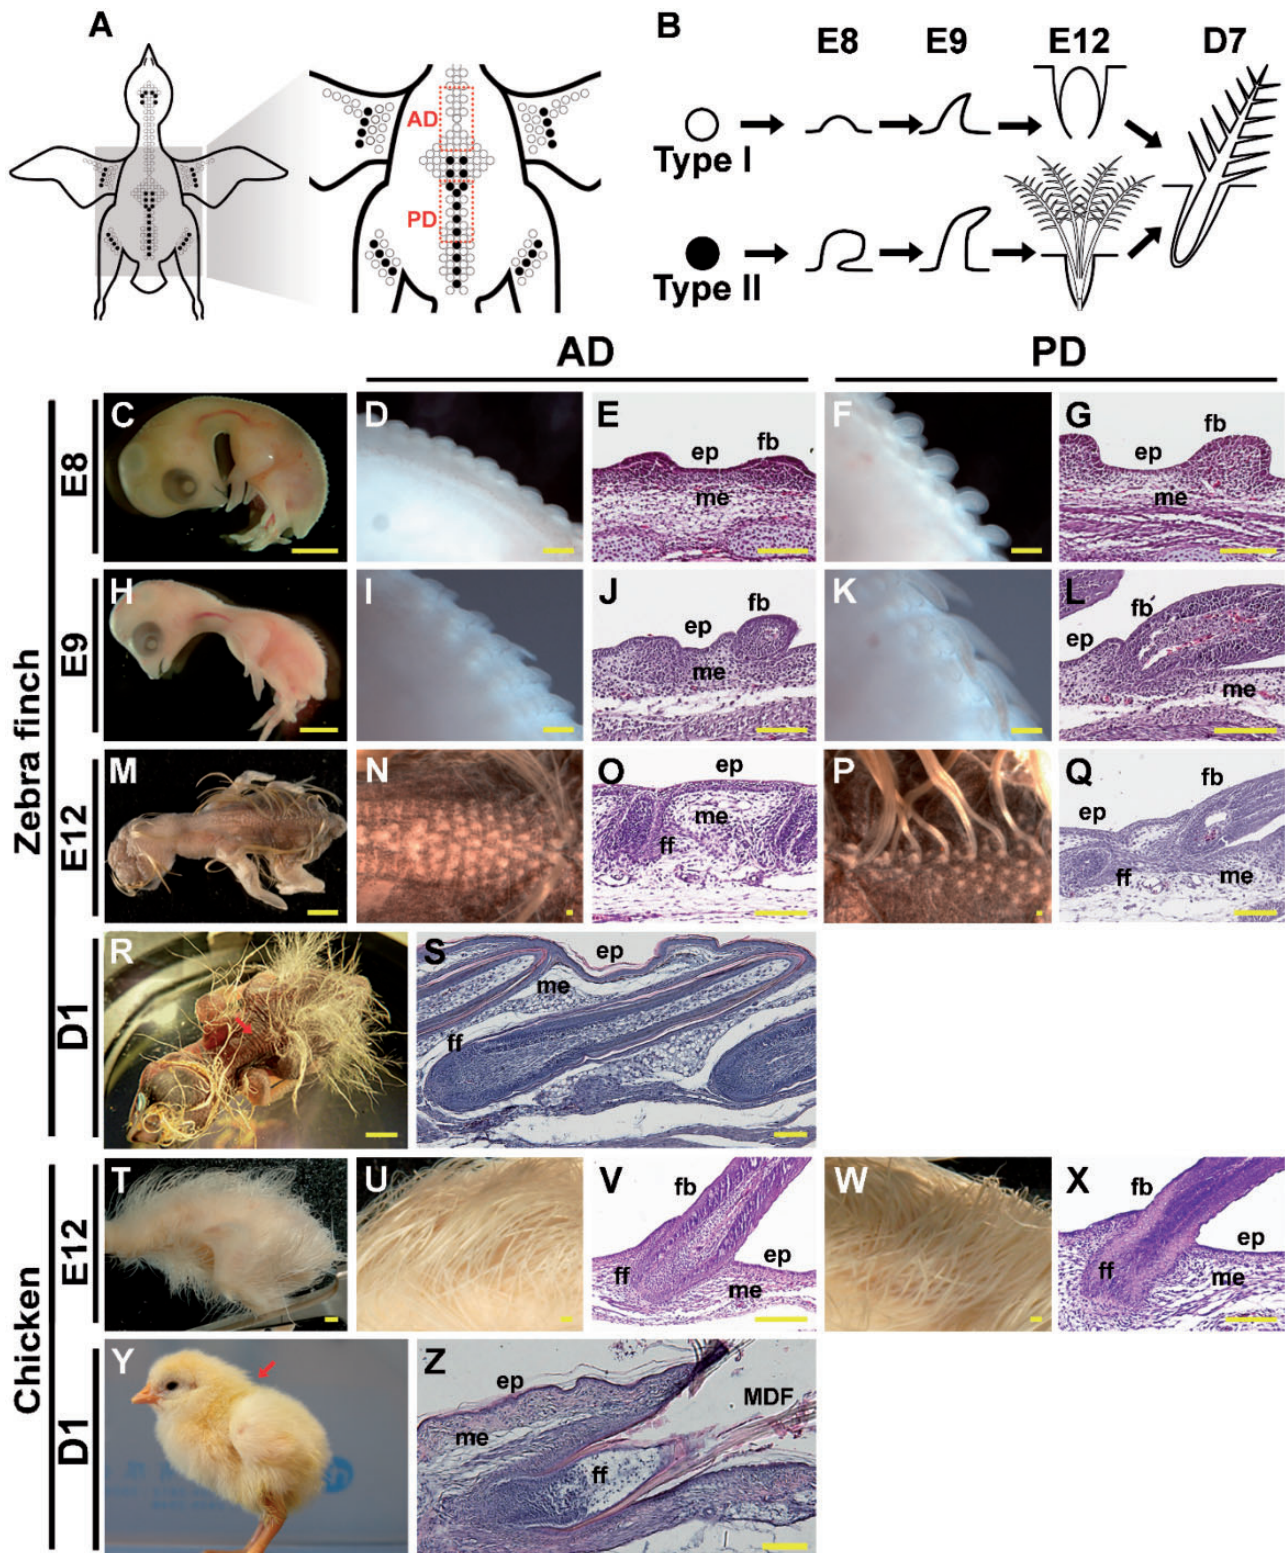 A
AD
PD
B
E8 E9 E12 D7
Type I
Type II
AD PD
Zebra finch
E8
C D E ep fb me F G fb ep me
E9
H I J fb ep me K L fb ep me
E12
M N O ep me ff P Q fb ep ff me
D1
R S ep me ff
Chicken
E12
T U V fb ep ff me W X fb ep ff me
D1
Y Z ep MDF me ff